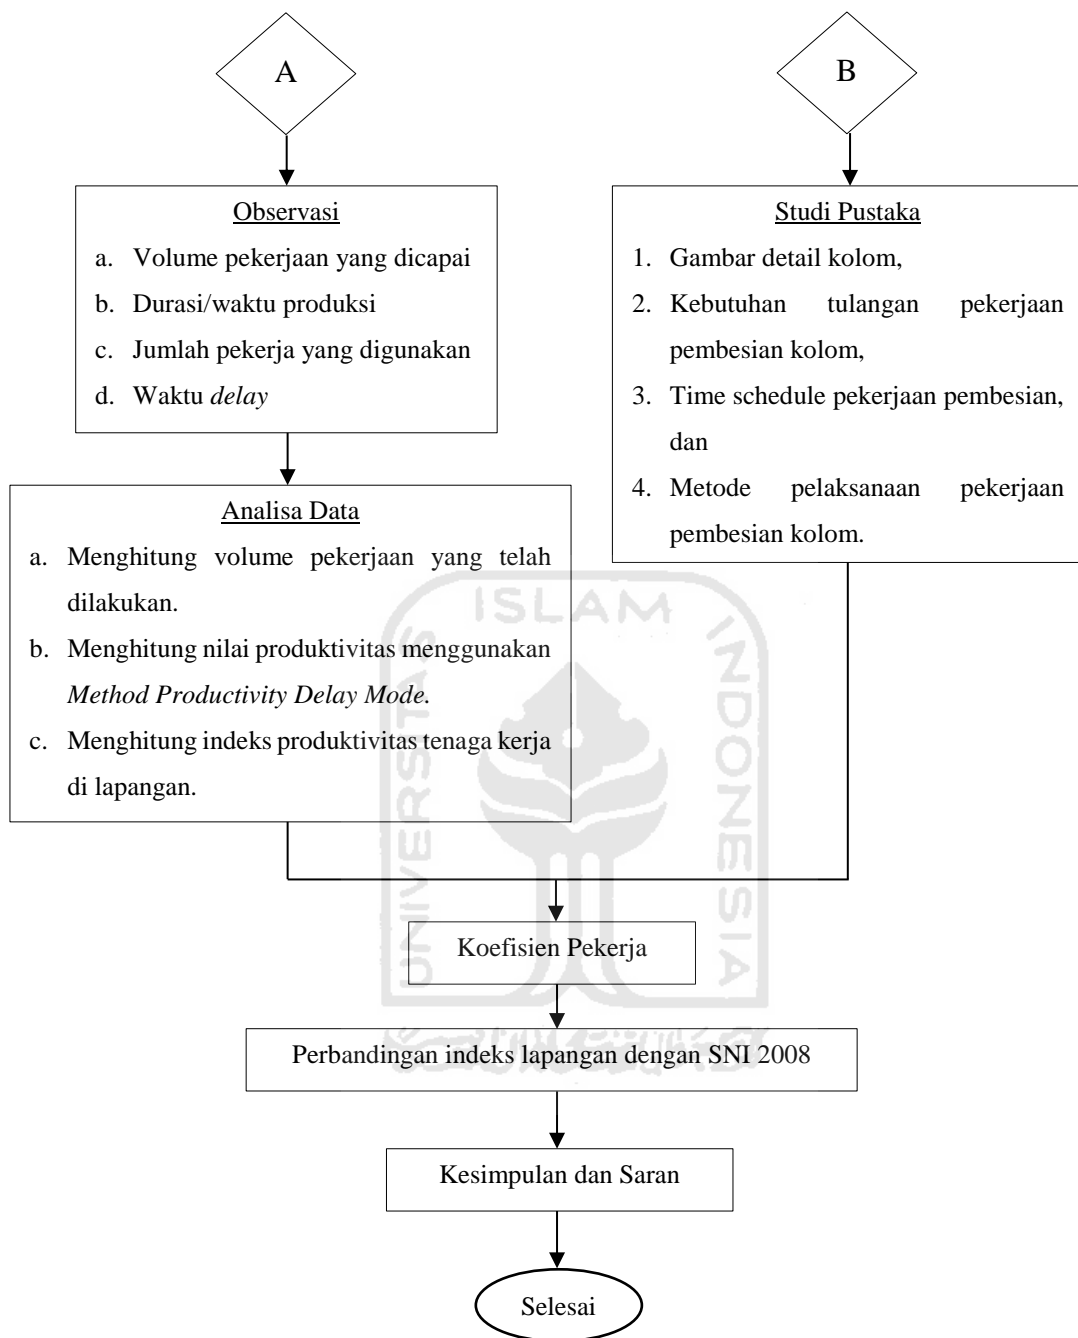 A
Observasi
a. Volume pekerjaan yang dicapai
b. Durasi/waktu produksi
c. Jumlah pekerja yang digunakan
d. Waktu delay
Analisa Data
a. Menghitung volume pekerjaan yang telah
dilakukan.
b. Menghitung nilai produktivitas menggunakan
Method Productivity Delay Mode.
c. Menghitung indeks produktivitas tenaga kerja
di lapangan.
B
Studi Pustaka
1. Gambar detail kolom,
2. Kebutuhan tulangan pekerjaan
pembesian kolom,
3. Time schedule pekerjaan pembesian,
dan
4. Metode pelaksanaan pekerjaan
pembesian kolom.
UNIVERSITAS
ISLAM
INDONESIA
Koefisien Pekerja
Perbandingan indeks lapangan dengan SNI 2008
Kesimpulan dan Saran
Selesai